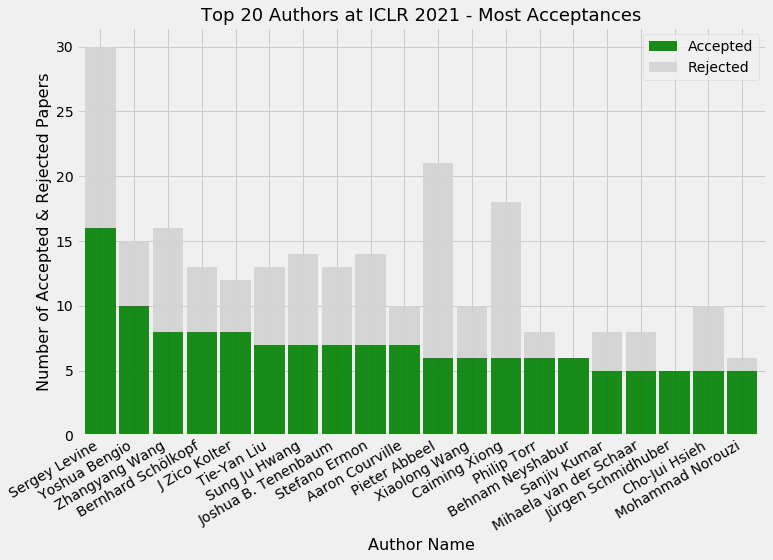 Top 20 Authors at ICLR 2021 - Most Acceptances
Accepted
Rejected
Number of Accepted & Rejected Papers
30
25
20
15
10
5
0
Sergey Levine
Yoshua Bengio
Zhangyang Wang
Bernhard Schölkopf
J Zico Kolter
Tie-Yan Liu
Sung Ju Hwang
Joshua B. Tenenbaum
Stefano Ermon
Aaron Courville
Pieter Abbeel
Xiaolong Wang
Caiming Xiong
Philip Torr
Behnam Neyshabur
Sanjiv Kumar
Mihaela van der Schaar
Jürgen Schmidhuber
Cho-Jui Hsieh
Mohammad Norouzi
Author Name